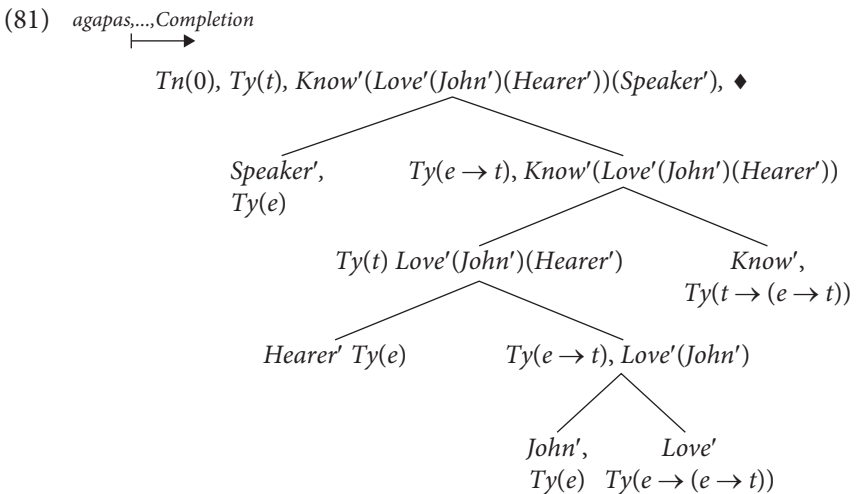 (81) agapas,...,Completion
Tn(0), Ty(t), Know′(Love′(John′)(Hearer′))(Speaker′), ♦
Speaker′, Ty(e → t), Know′(Love′(John′)(Hearer′))
Ty(e)
Ty(t) Love′(John′)(Hearer′) Know′,
Ty(t → (e → t))
Hearer′ Ty(e) Ty(e → t), Love′(John′)
John′, Love′
Ty(e) Ty(e → (e → t))